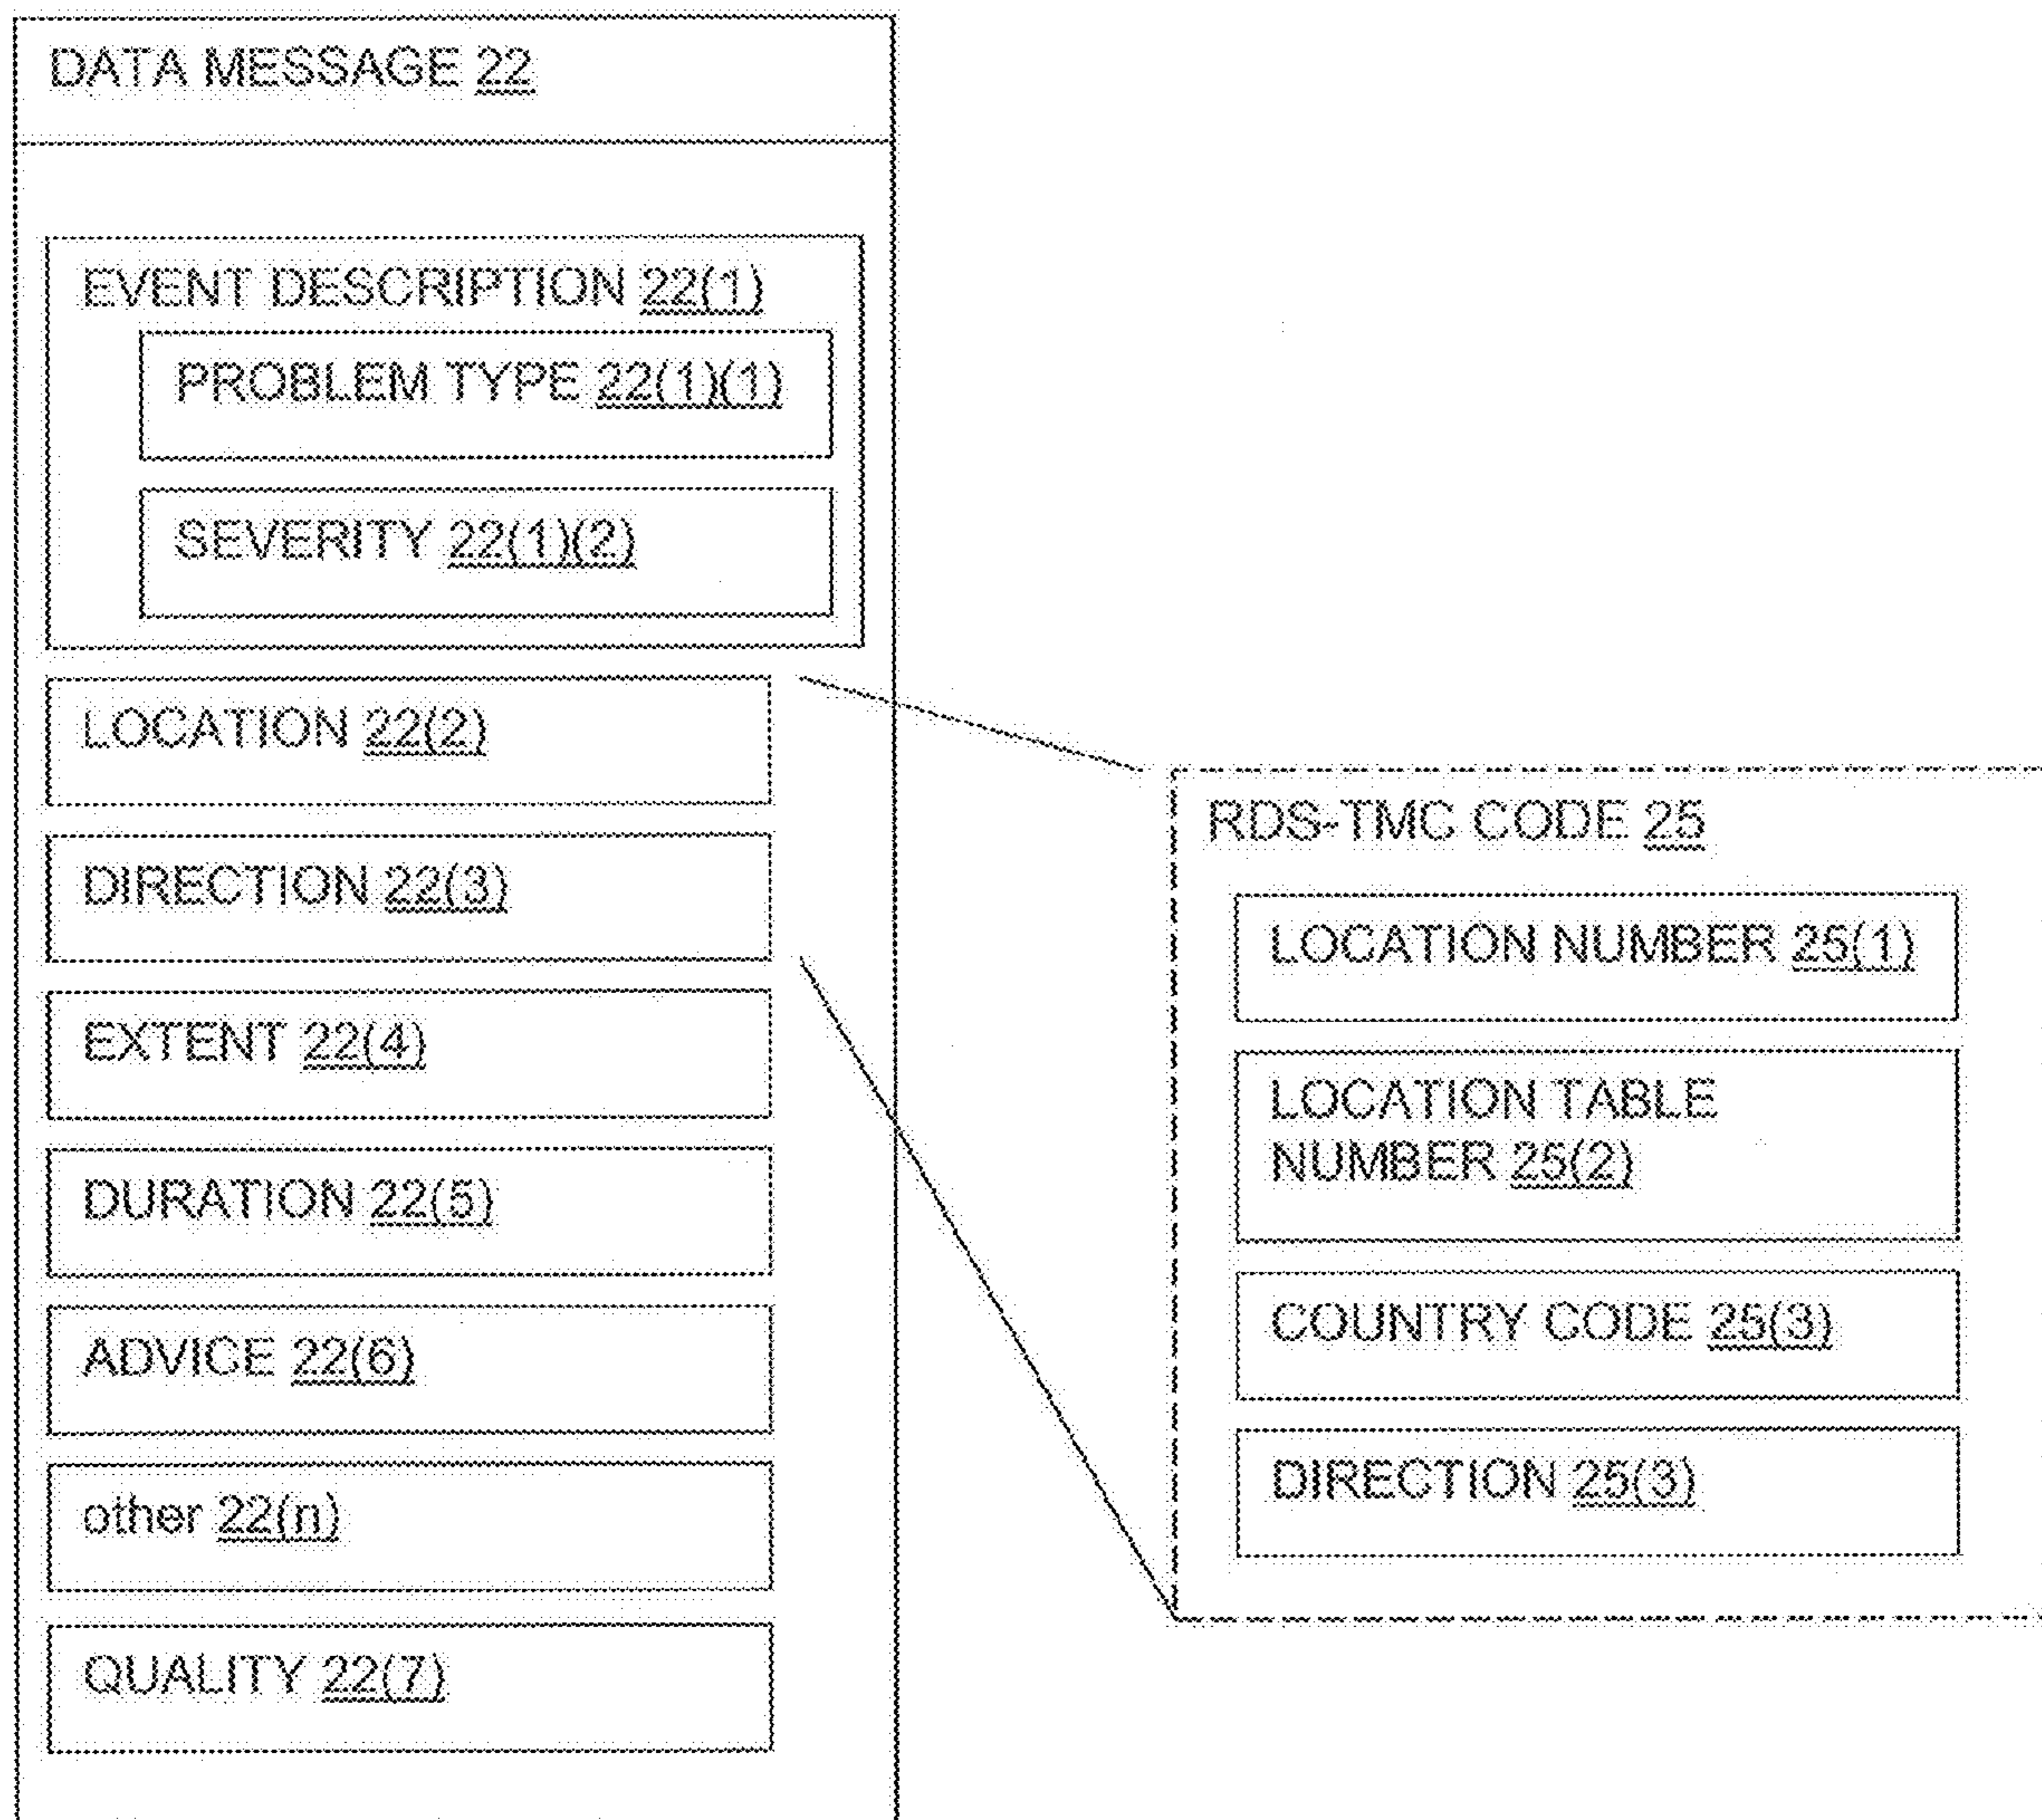 DATA MESSAGE 22
EVENT DESCRIPTION 22(1)
PROBLEM TYPE 22(1)(1)
SEVERITY 22(1)(2)
LOCATION 22(2)
DIRECTION 22(3)
EXTENT 22(4)
DURATION 22(5)
ADVICE 22(6)
other 22(n)
QUALITY 22(7)
RDS-TMC CODE 25
LOCATION NUMBER 25(1)
LOCATION TABLE
NUMBER 25(2)
COUNTRY CODE 25(3)
DIRECTION 25(3)